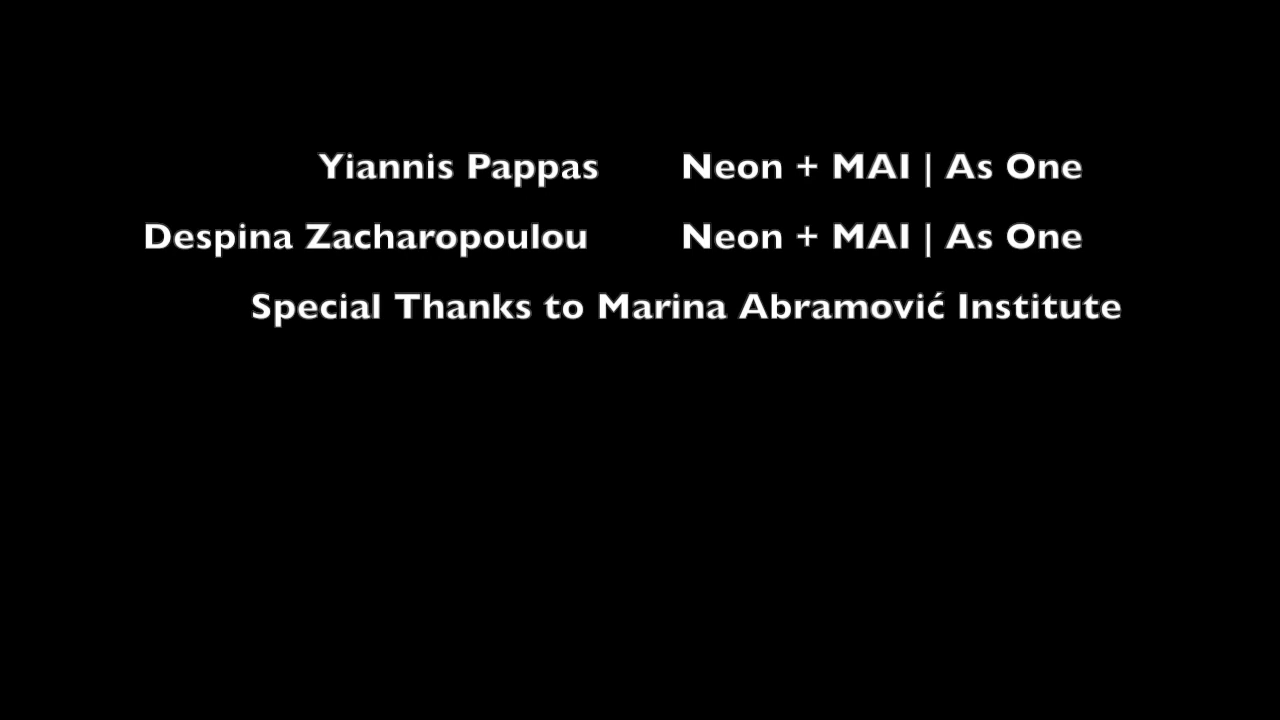 Yiannis Pappas Neon + MAI | As One
Despina Zacharopoulou Neon + MAI | As One
Special Thanks to Marina Abramović Institute